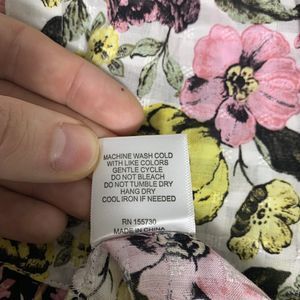 MACHINE WASH COLD
WITH LIKE COLORS
GENTLE CYCLE
DO NOT BLEACH
DO NOT TUMBLE DRY
HANG DRY
COOL IRON IF NEEDED
RN 155730
MADE IN CHINA